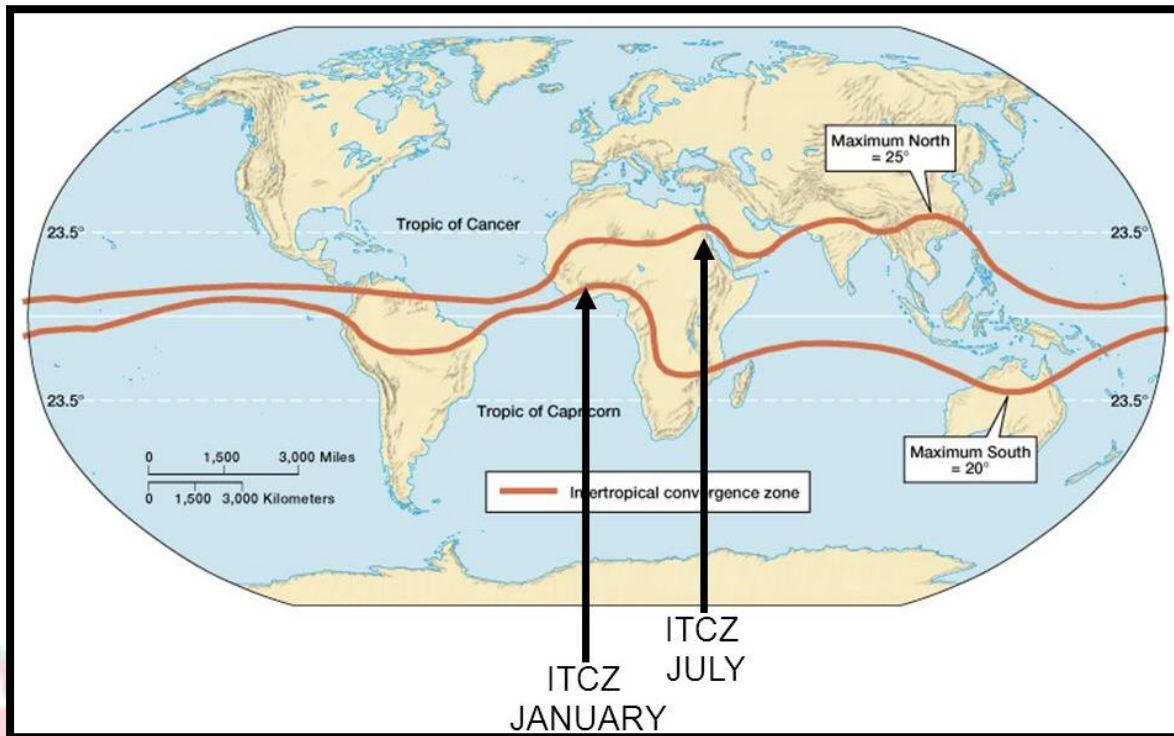 Maximum North
= 25°
Tropic of Cancer
23.5°
23.5°
23.5°
23.5°
Tropic of Capricorn
Maximum South
= 20°
0 1,500 3,000 Miles
0 1,500 3,000 Kilometers
Intertropical convergence zone
ITCZ
JULY
ITCZ
JANUARY